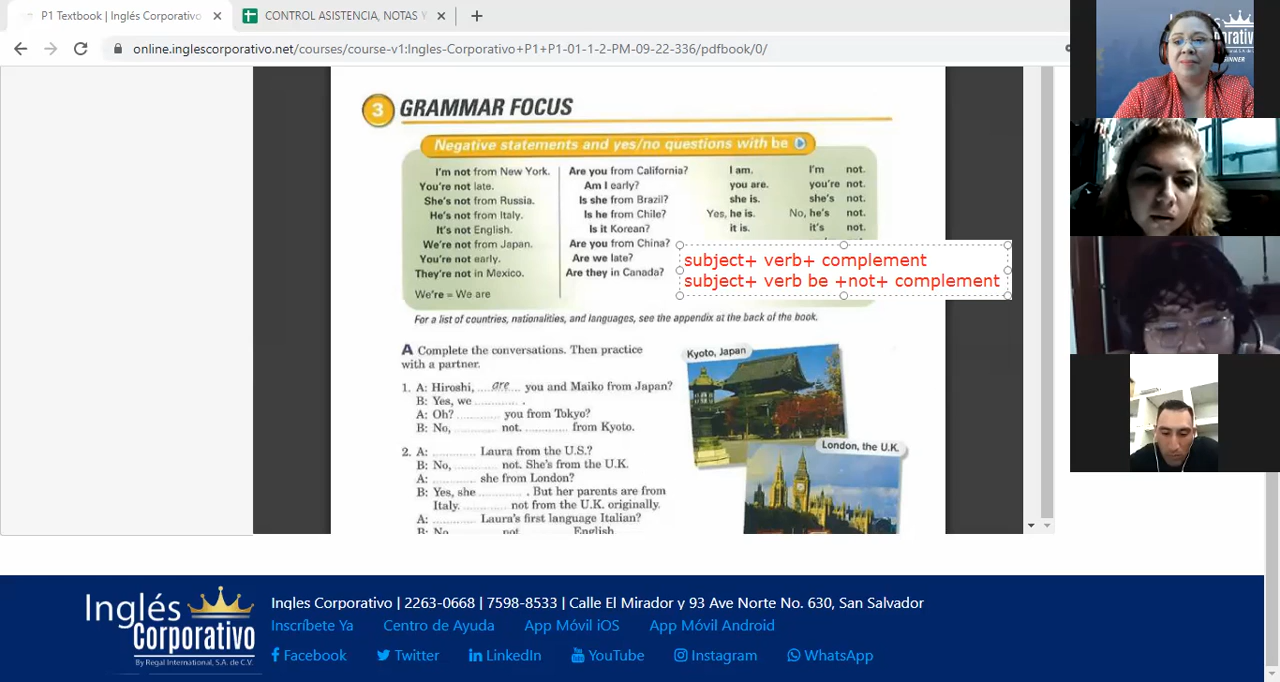 P1 Textbook | Inglés Corporativo
CONTROL ASISTENCIA, NOTAS Y
online.inglescorporativo.net/courses/course-v1:Ingles-Corporativo+P1+P1-01-1-2-PM-09-22-336/pdfbook/0/
3 GRAMMAR FOCUS
Negative statements and yes/no questions with be
I'm not from New York. Are you from California? I am. I'm not.
You're not late. Am I early? you are. you're not.
She's not from Russia. Is she from Brazil? she is. she's not.
He's not from Italy. Is he from Chile? Yes, he is. No, he's not.
It's not English. Is it Korean? it is. it's not.
We're not from Japan. Are you from China?
You're not early. Are we late?
They're not in Mexico. Are they in Canada?
We're = We are
subject+ verb+ complement
subject+ verb be +not+ complement
For a list of countries, nationalities, and languages, see the appendix at the back of the book.
A Complete the conversations. Then practice
with a partner.
1. A: Hiroshi, are you and Maiko from Japan?
B: Yes, we .......... .
A: Oh? .......... you from Tokyo?
B: No, .......... not. .......... from Kyoto.
2. A: .......... Laura from the U.S.?
B: No, .......... not. She's from the U.K.
A: .......... she from London?
B: Yes, she .......... . But her parents are from
Italy. .......... not from the U.K. originally.
A: .......... Laura's first language Italian?
B: No, .......... not. .......... English.
Kyoto, Japan
London, the U.K.
Inglés
Corporativo
By Regal International, S.A. de C.V.
Ingles Corporativo | 2263-0668 | 7598-8533 | Calle El Mirador y 93 Ave Norte No. 630, San Salvador
Inscríbete Ya Centro de Ayuda App Móvil iOS App Móvil Android
Facebook Twitter LinkedIn YouTube Instagram WhatsApp